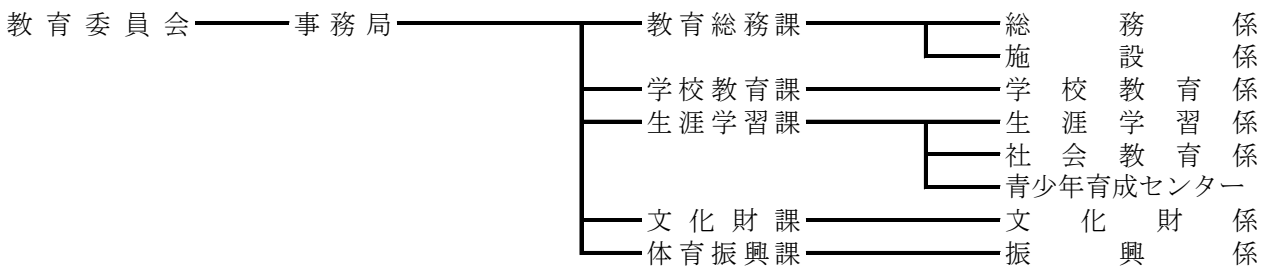 教育委員会 事務局 教育総務課 総務係
施設係
学校教育課 学校教育係
生涯学習課 生涯学習係
社会教育係
青少年育成センター
文化財課 文化財係
体育振興課 振興係